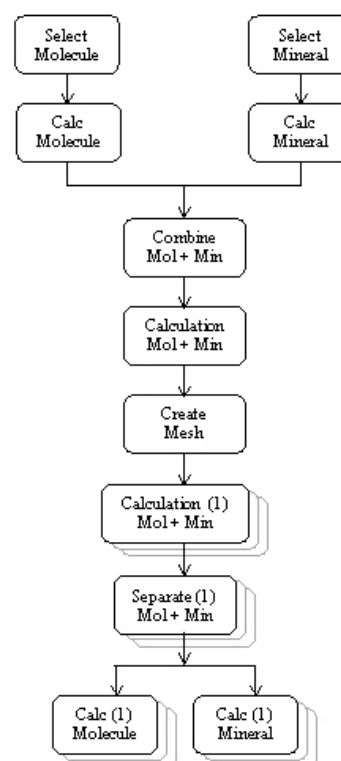 Select
Molecule
Select
Mineral
Calc
Molecule
Calc
Mineral
Combine
Mol + Min
Calculation
Mol + Min
Create
Mesh
Calculation (1)
Mol + Min
Separate (1)
Mol + Min
Calc (1)
Molecule
Calc (1)
Mineral